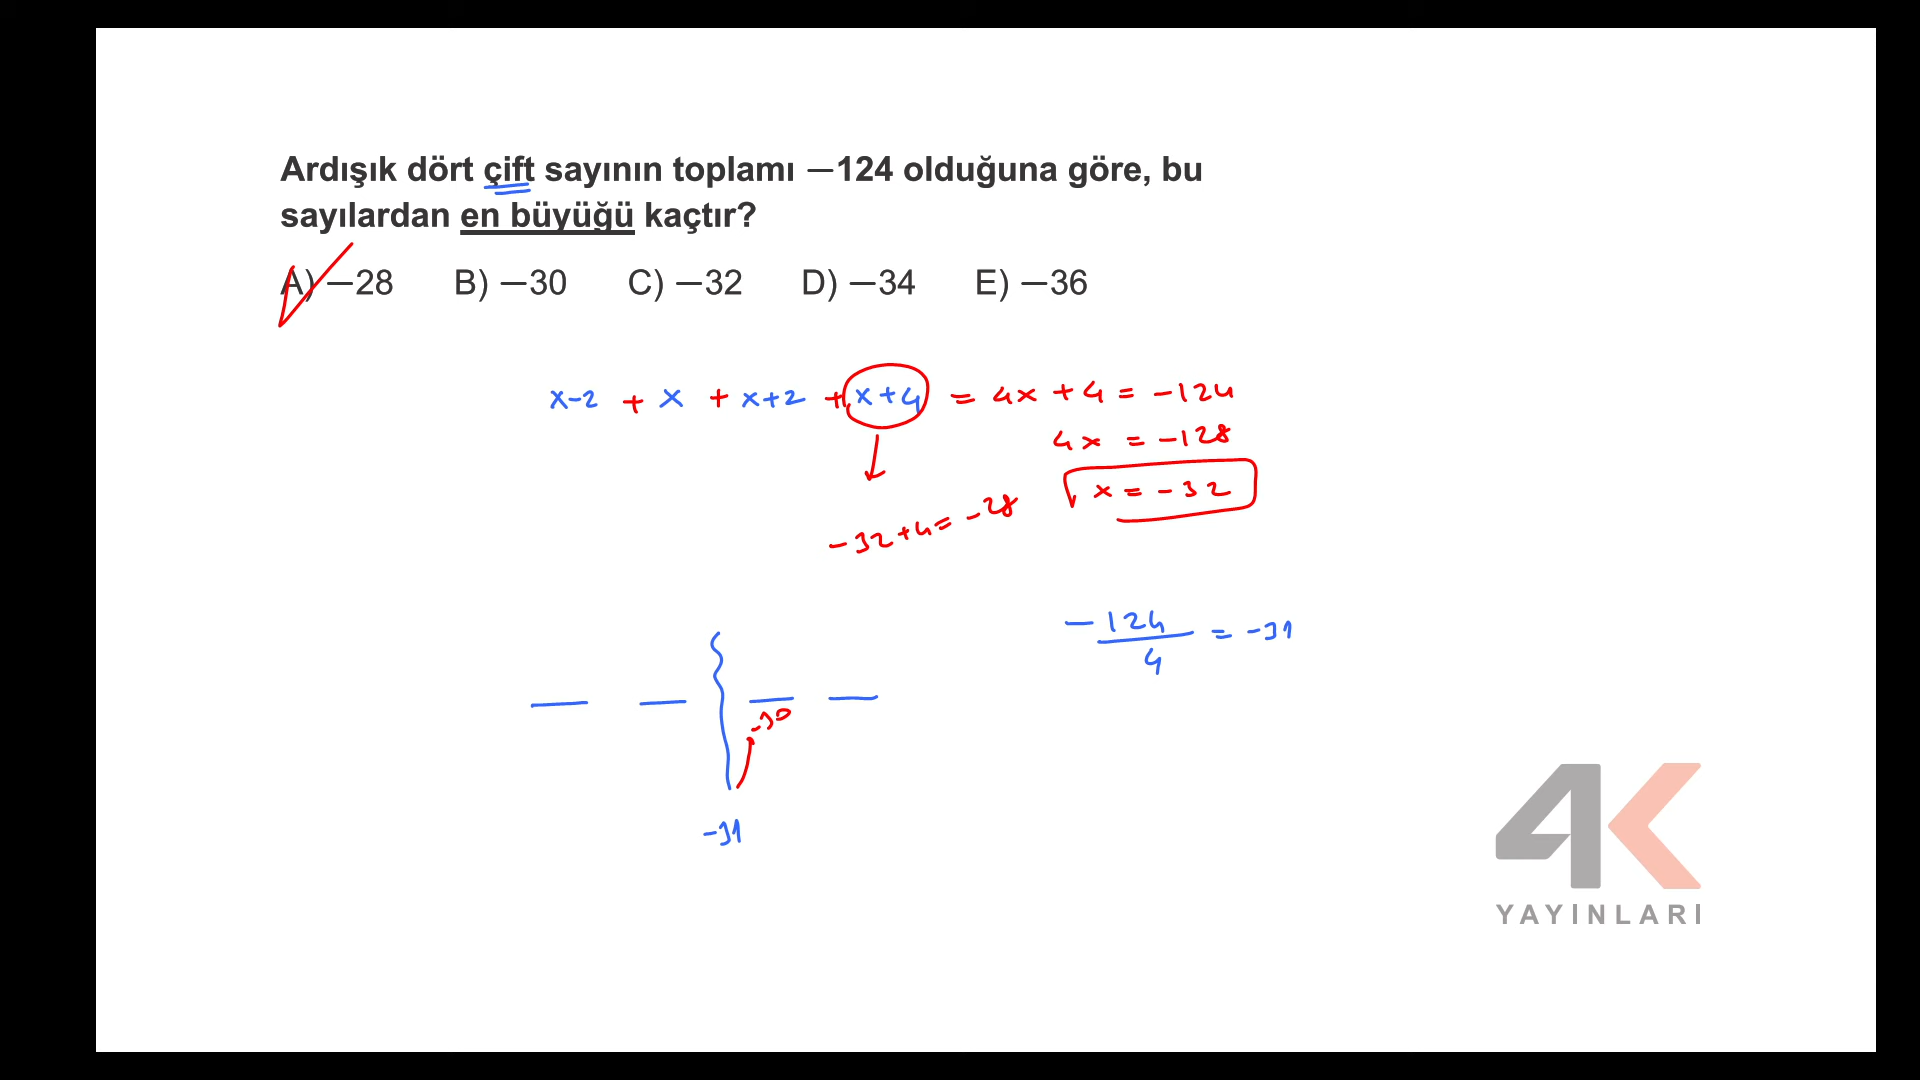 Ardışık dört çift sayının toplamı —124 olduğuna göre, bu
sayılardan en büyüğü kaçtır?
A) —28 B) —30 C) —32 D) —34 E) —36
x-2 + x + x+2 + x+4 = 4x + 4 = -124
4x = -128
x = -32
-32+4 = -28
-124
4
= -31
-30
-31
4K
YAYINLARI